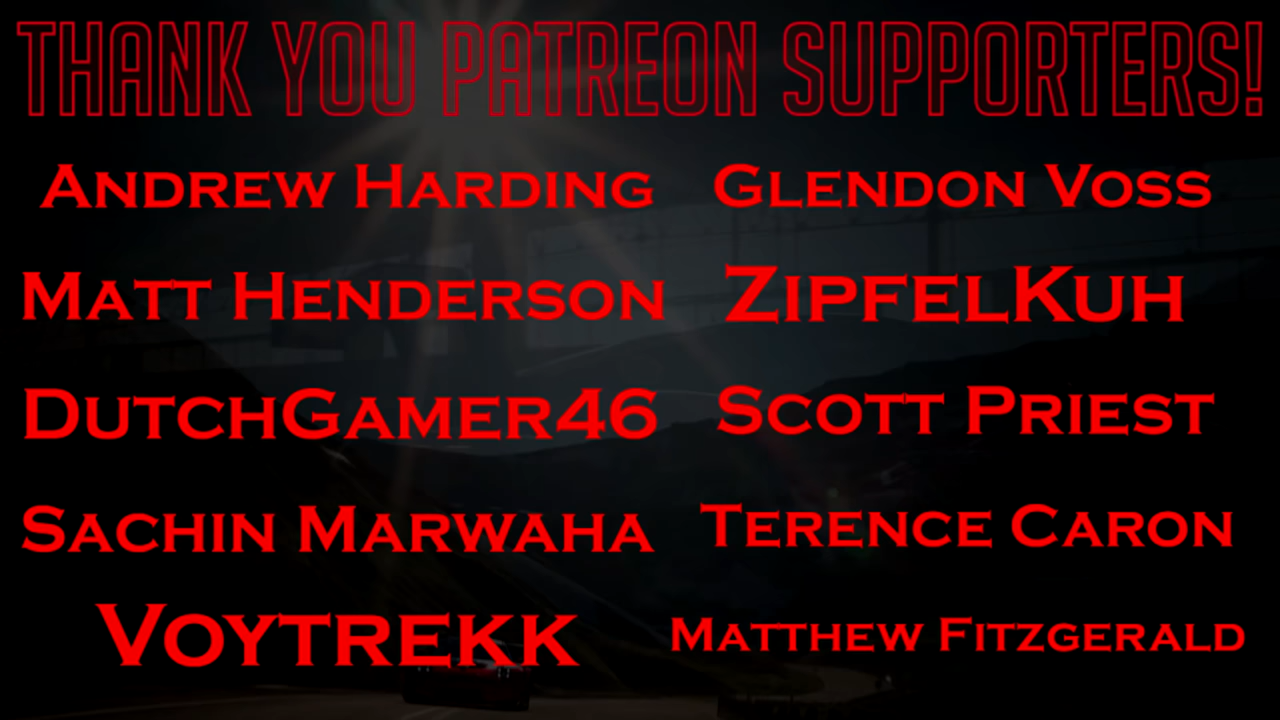 THANK YOU PATREON SUPPORTERS!
ANDREW HARDING
GLENDON VOSS
MATT HENDERSON
ZIPFELKUH
DUTCHGAMER46
SCOTT PRIEST
SACHIN MARWAHA
TERENCE CARON
VOYTREKK
MATTHEW FITZGERALD